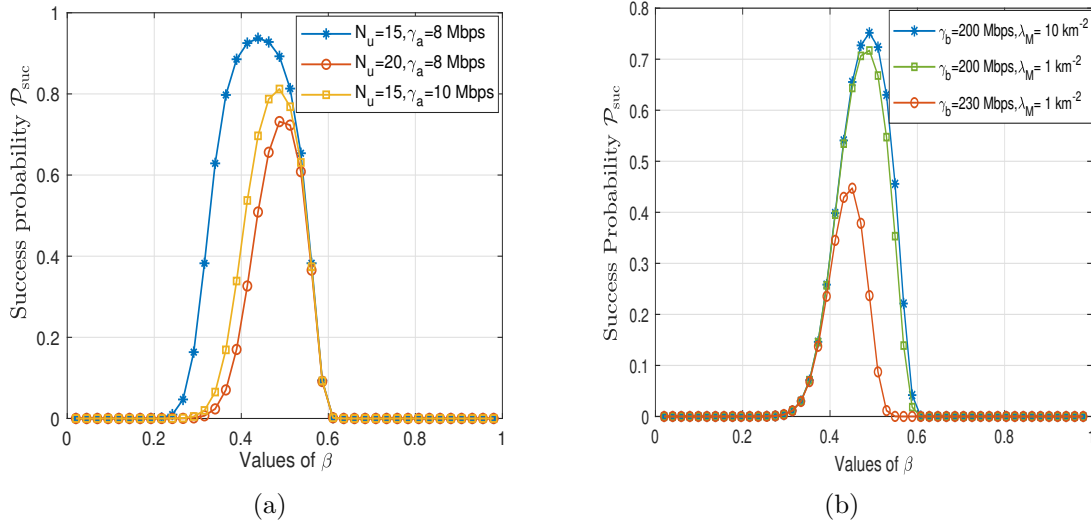 1
0.8
0.6
0.4
0.2
0
0 0.2 0.4 0.6 0.8 1
Success probability 𝒫suc
Values of β
N_u=15,γ_a=8 Mbps
N_u=20,γ_a=8 Mbps
N_u=15,γ_a=10 Mbps
(a)
0.8
0.7
0.6
0.5
0.4
0.3
0.2
0.1
0
0 0.2 0.4 0.6 0.8 1
Success Probability 𝒫suc
Values of β
γ_b=200 Mbps,λ_M= 10 km⁻²
γ_b=200 Mbps,λ_M= 1 km⁻²
γ_b=230 Mbps,λ_M= 1 km⁻²
(b)